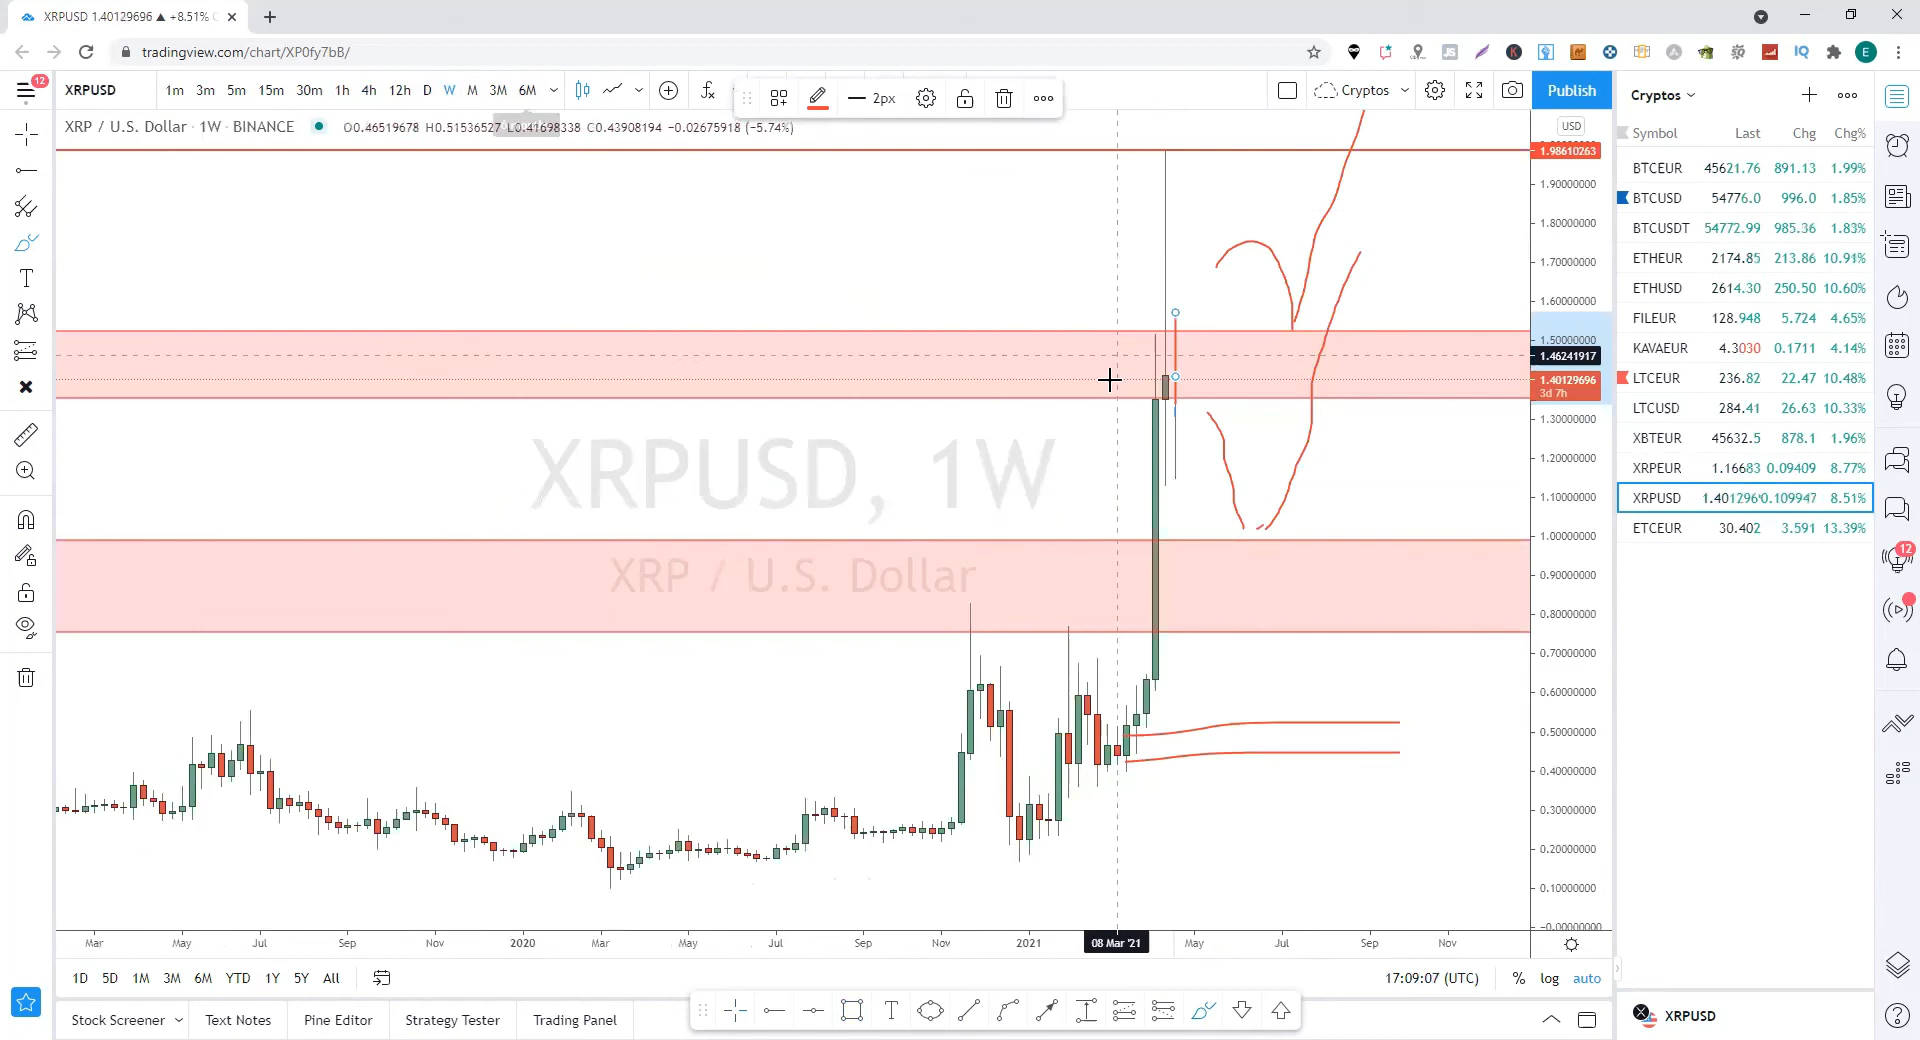 XRPUSD 1.40129696 ▲ +8.51%
tradingview.com/chart/XP0fy7bB/
12
XRPUSD 1m 3m 5m 15m 30m 1h 4h 12h D W M 3M 6M
2px
Cryptos
Publish
XRP / U.S. Dollar · 1W · BINANCE O0.46519678 H0.51536527 L0.41698338 C0.43908194 −0.02675918 (−5.74%)
USD
1.98610263
1.90000000
1.80000000
1.70000000
1.60000000
1.50000000
1.46241917
1.40129696
3d 7h
1.30000000
1.20000000
1.10000000
1.00000000
0.90000000
0.80000000
0.70000000
0.60000000
0.50000000
0.40000000
0.30000000
0.20000000
0.10000000
−0.00000000
XRPUSD, 1W
XRP / U.S. Dollar
Mar May Jul Sep Nov 2020 Mar May Jul Sep Nov 2021 08 Mar '21 May Jul Sep Nov
1D 5D 1M 3M 6M YTD 1Y 5Y All
17:09:07 (UTC) % log auto
Stock Screener Text Notes Pine Editor Strategy Tester Trading Panel
Cryptos
Symbol Last Chg Chg%
BTCEUR 45621.76 891.13 1.99%
BTCUSD 54776.0 996.0 1.85%
BTCUSDT 54772.99 985.36 1.83%
ETHEUR 2174.85 213.86 10.91%
ETHUSD 2614.30 250.50 10.60%
FILEUR 128.948 5.724 4.65%
KAVAEUR 4.3030 0.1711 4.14%
LTCEUR 236.82 22.47 10.48%
LTCUSD 284.41 26.63 10.33%
XBTEUR 45632.5 878.1 1.96%
XRPEUR 1.16683 0.09409 8.77%
XRPUSD 1.401296 0.109947 8.51%
ETCEUR 30.402 3.591 13.39%
12
XRPUSD
JS
K
IQ
E